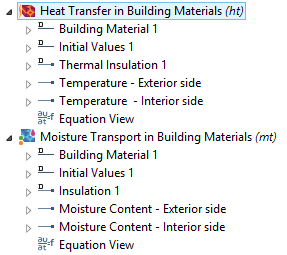 Heat Transfer in Building Materials (ht)
D Building Material 1
D Initial Values 1
D Thermal Insulation 1
Temperature - Exterior side
Temperature - Interior side
Equation View
Moisture Transport in Building Materials (mt)
D Building Material 1
D Initial Values 1
D Insulation 1
Moisture Content - Exterior side
Moisture Content - Interior side
Equation View